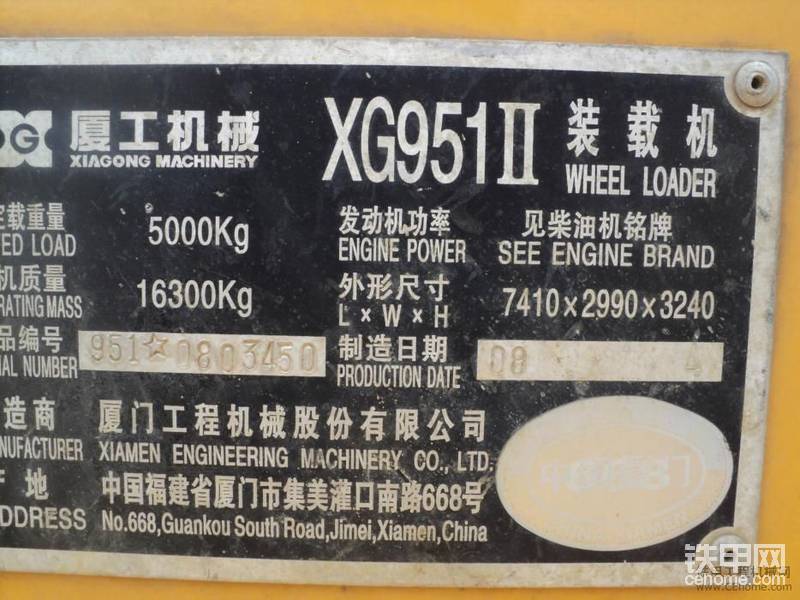 G 厦工机械 XG951II 装载机
XIAGONG MACHINERY WHEEL LOADER
定载重量 5000Kg 发动机功率 见柴油机铭牌
ED LOAD ENGINE POWER SEE ENGINE BRAND
机质量 16300Kg 外形尺寸 7410×2990×3240
RATING MASS L×W×H
品编号 951☆0803450 制造日期 08 4
IAL NUMBER PRODUCTION DATE
造商 厦门工程机械股份有限公司
ANUFACTURER XIAMEN ENGINEERING MACHINERY CO., LTD.
地 中国福建省厦门市集美灌口南路668号
DDRESS No.668,Guankou South Road,Jimei,Xiamen,China
铁甲网
cehome.com